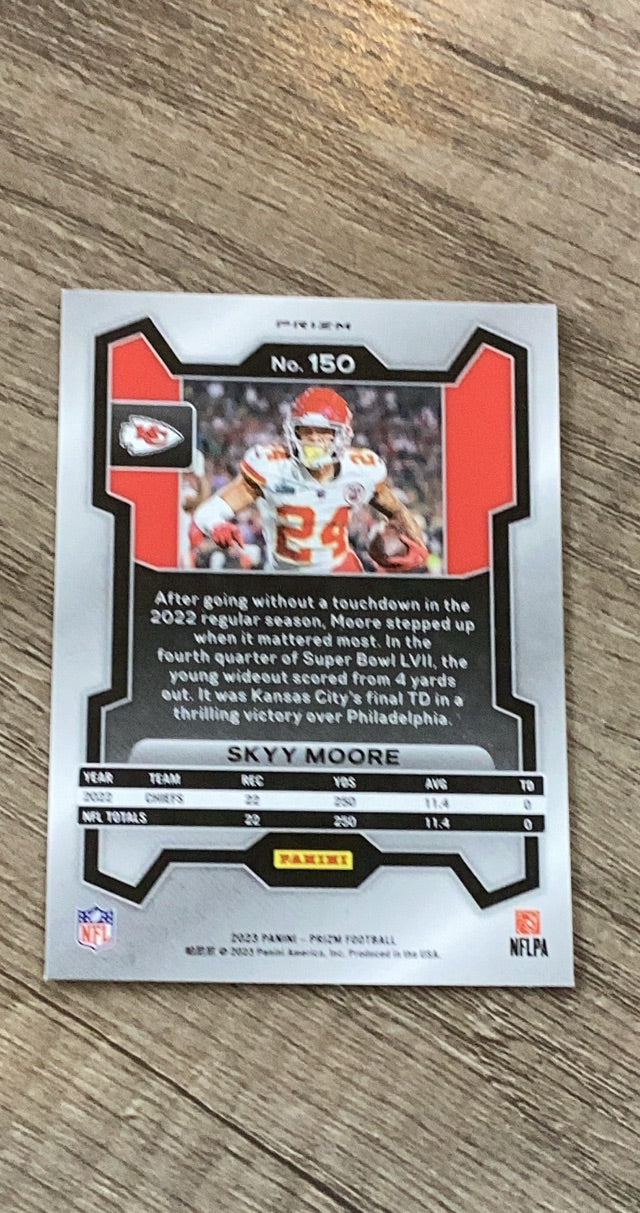 PRIZM
No. 150
KC
24
24
After going without a touchdown in the
2022 regular season, Moore stepped up
when it mattered most. In the
fourth quarter of Super Bowl LVII, the
young wideout scored from 4 yards
out. It was Kansas City's final TD in a
thrilling victory over Philadelphia.
SKYY MOORE
YEAR TEAM REC YDS AVG TD
2022 CHIEFS 22 250 11.4 0
NFL TOTALS 22 250 11.4 0
PANINI
NFL
2023 PANINI – PRIZM FOOTBALL
© 2023 Panini America, Inc. Produced in the USA.
NFLPA